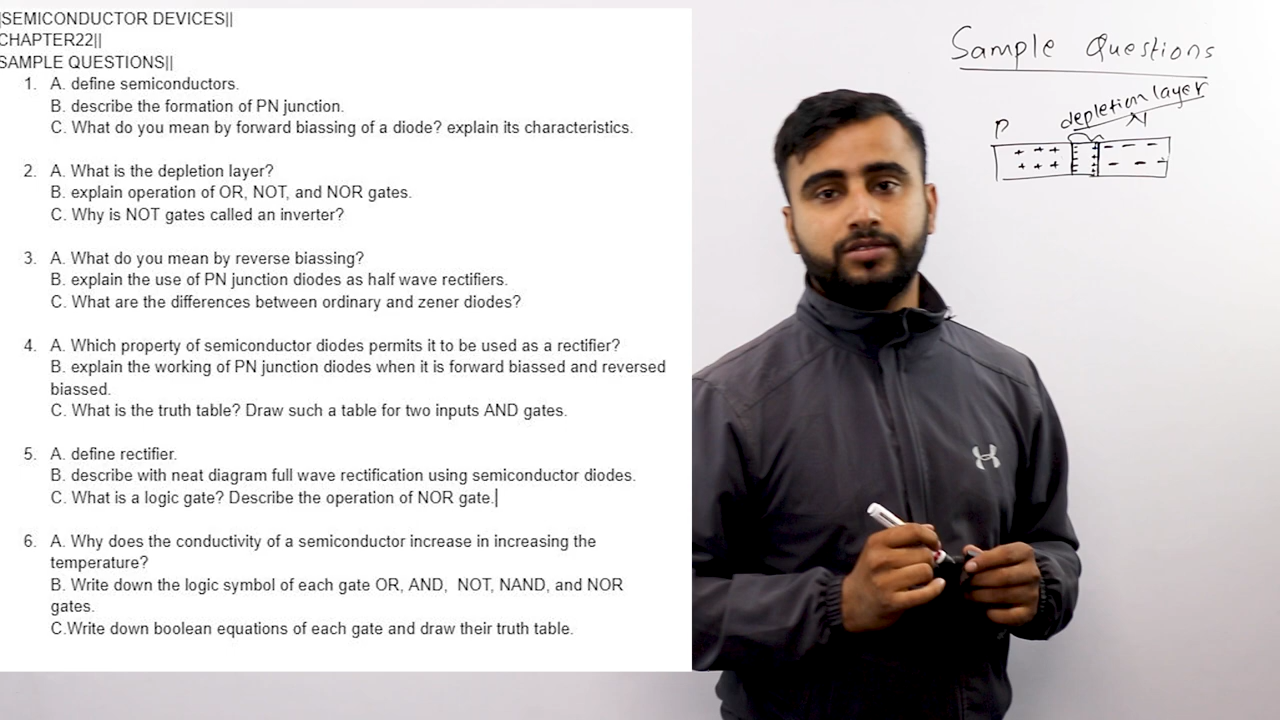 |SEMICONDUCTOR DEVICES||
CHAPTER22||
SAMPLE QUESTIONS||
1. A. define semiconductors.
B. describe the formation of PN junction.
C. What do you mean by forward biassing of a diode? explain its characteristics.
2. A. What is the depletion layer?
B. explain operation of OR, NOT, and NOR gates.
C. Why is NOT gates called an inverter?
3. A. What do you mean by reverse biassing?
B. explain the use of PN junction diodes as half wave rectifiers.
C. What are the differences between ordinary and zener diodes?
4. A. Which property of semiconductor diodes permits it to be used as a rectifier?
B. explain the working of PN junction diodes when it is forward biassed and reversed
biassed.
C. What is the truth table? Draw such a table for two inputs AND gates.
5. A. define rectifier.
B. describe with neat diagram full wave rectification using semiconductor diodes.
C. What is a logic gate? Describe the operation of NOR gate.
6. A. Why does the conductivity of a semiconductor increase in increasing the
temperature?
B. Write down the logic symbol of each gate OR, AND,  NOT, NAND, and NOR
gates.
C.Write down boolean equations of each gate and draw their truth table.
Sample Questions
depletion layer
P N
+ + + - + - - -
+ + + - + - - -